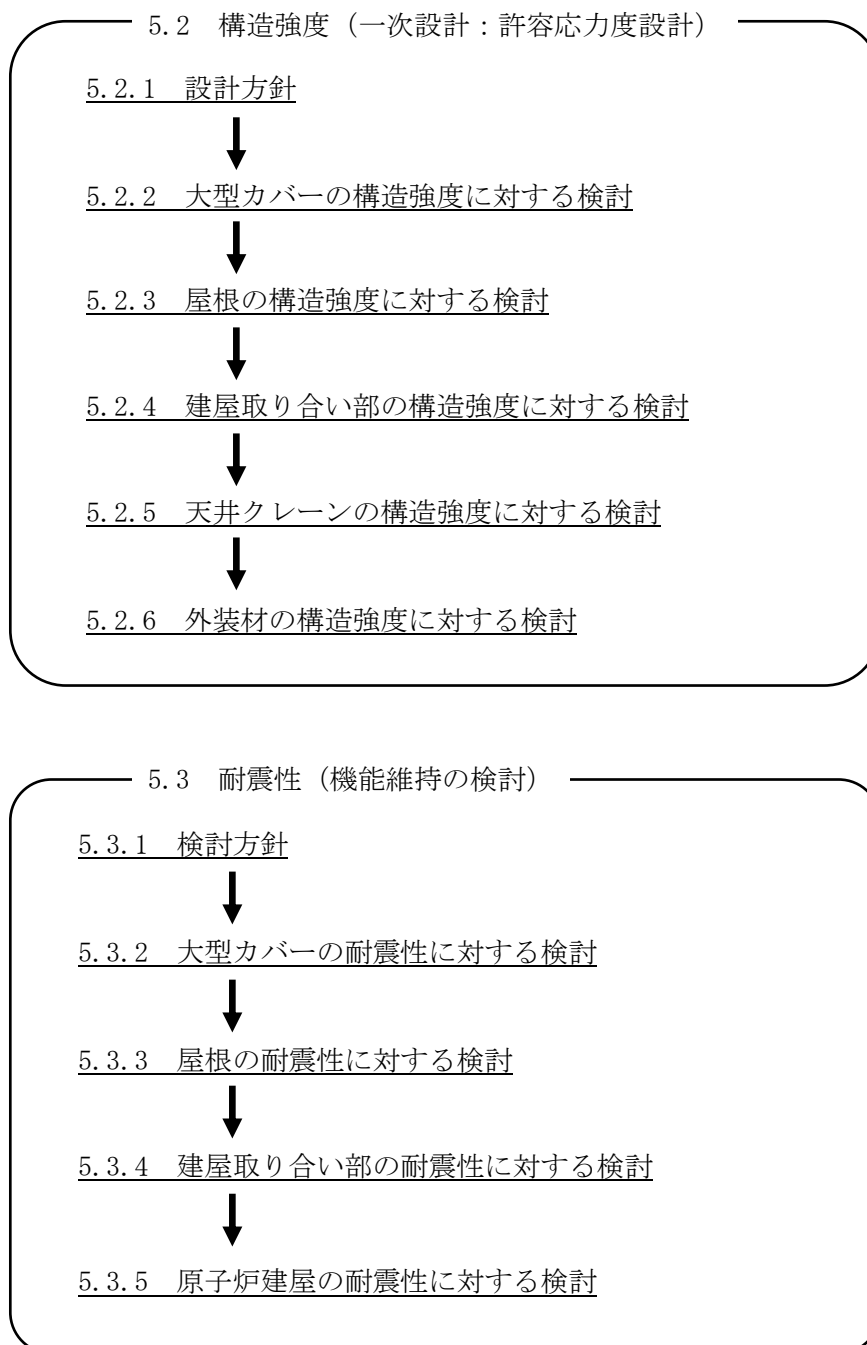 5.2 構造強度（一次設計：許容応力度設計）
5.2.1 設計方針
5.2.2 大型カバーの構造強度に対する検討
5.2.3 屋根の構造強度に対する検討
5.2.4 建屋取り合い部の構造強度に対する検討
5.2.5 天井クレーンの構造強度に対する検討
5.2.6 外装材の構造強度に対する検討
5.3 耐震性（機能維持の検討）
5.3.1 検討方針
5.3.2 大型カバーの耐震性に対する検討
5.3.3 屋根の耐震性に対する検討
5.3.4 建屋取り合い部の耐震性に対する検討
5.3.5 原子炉建屋の耐震性に対する検討